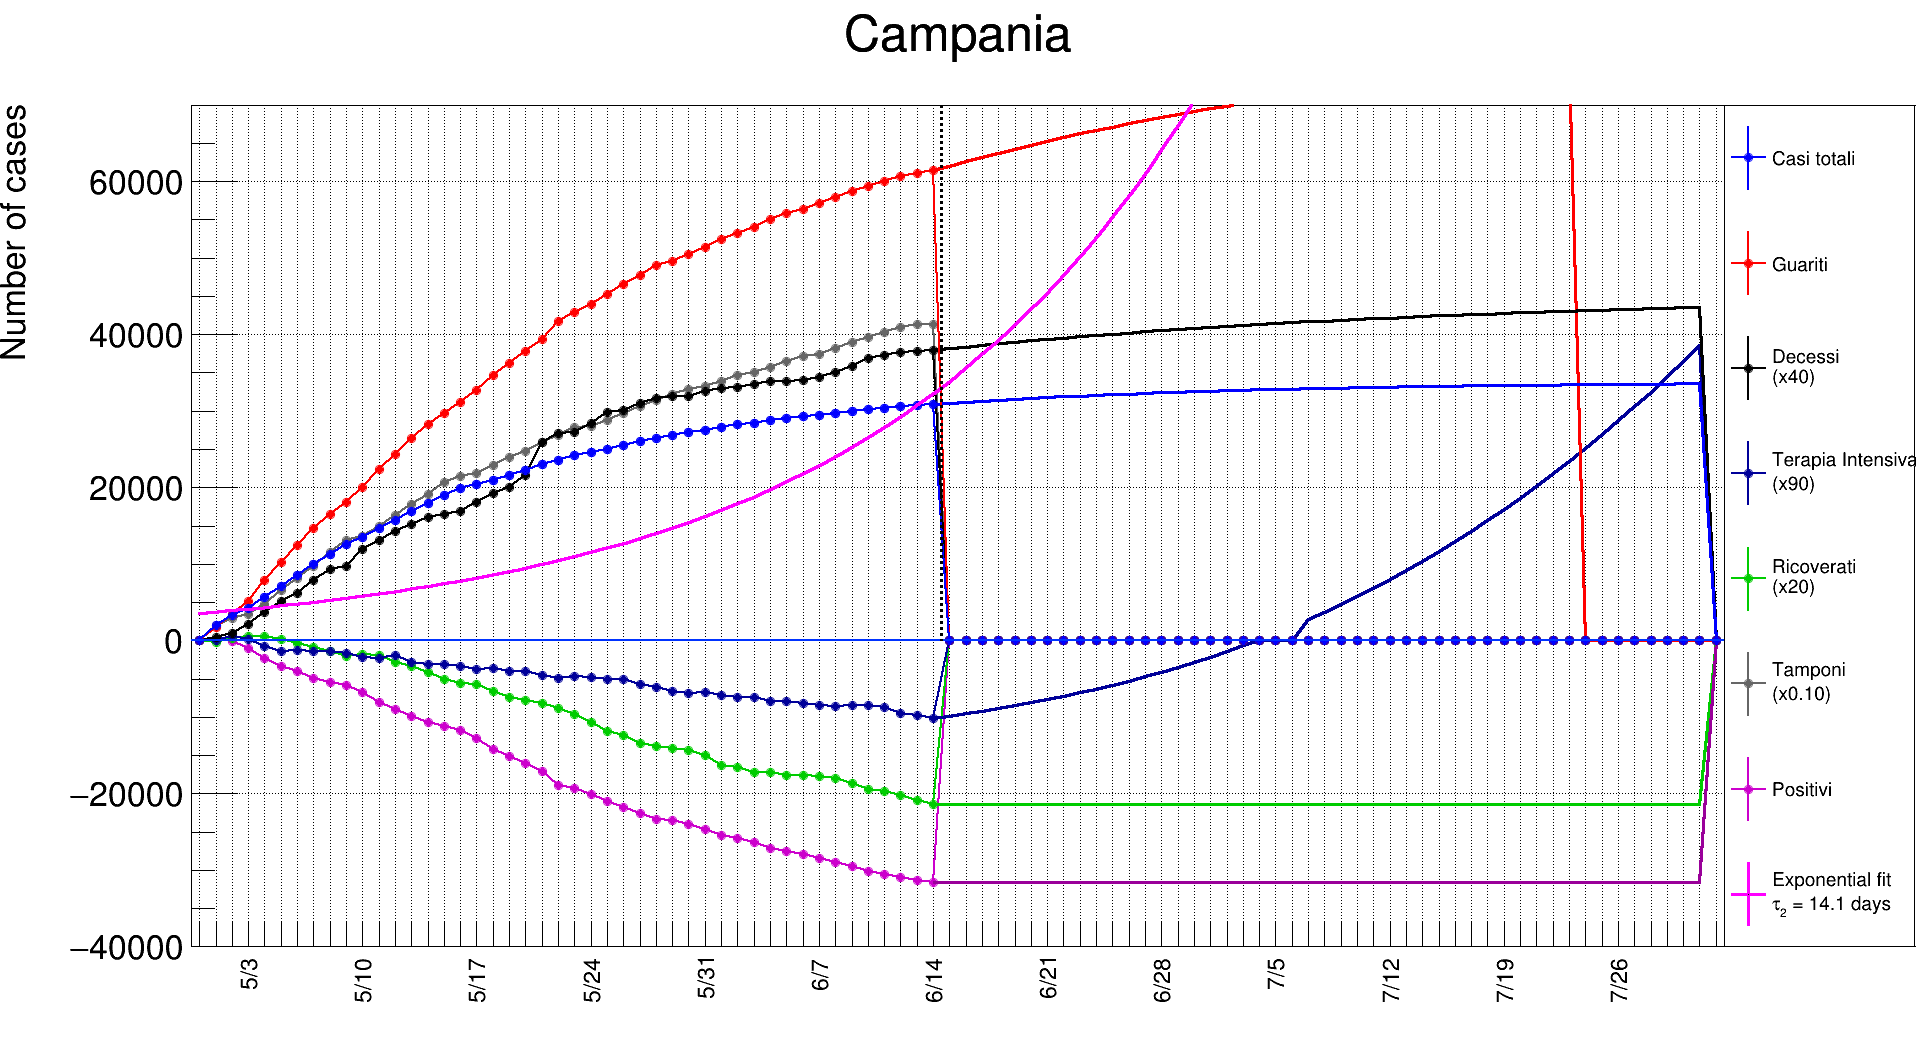 Campania
Number of cases
60000
40000
20000
0
−20000
−40000
5/3
5/10
5/17
5/24
5/31
6/7
6/14
6/21
6/28
7/5
7/12
7/19
7/26
Casi totali
Guariti
Decessi
(x40)
Terapia Intensiva
(x90)
Ricoverati
(x20)
Tamponi
(x0.10)
Positivi
Exponential fit
τ2 = 14.1 days